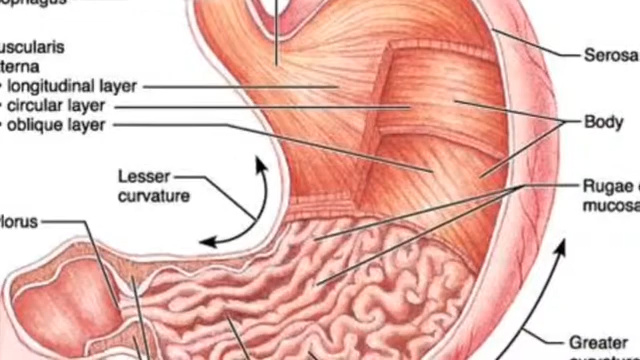 uscularis
terna
• longitudinal layer
• circular layer
• oblique layer
Serosa
Body
Lesser
curvature
Rugae
mucosa
lorus
Greater